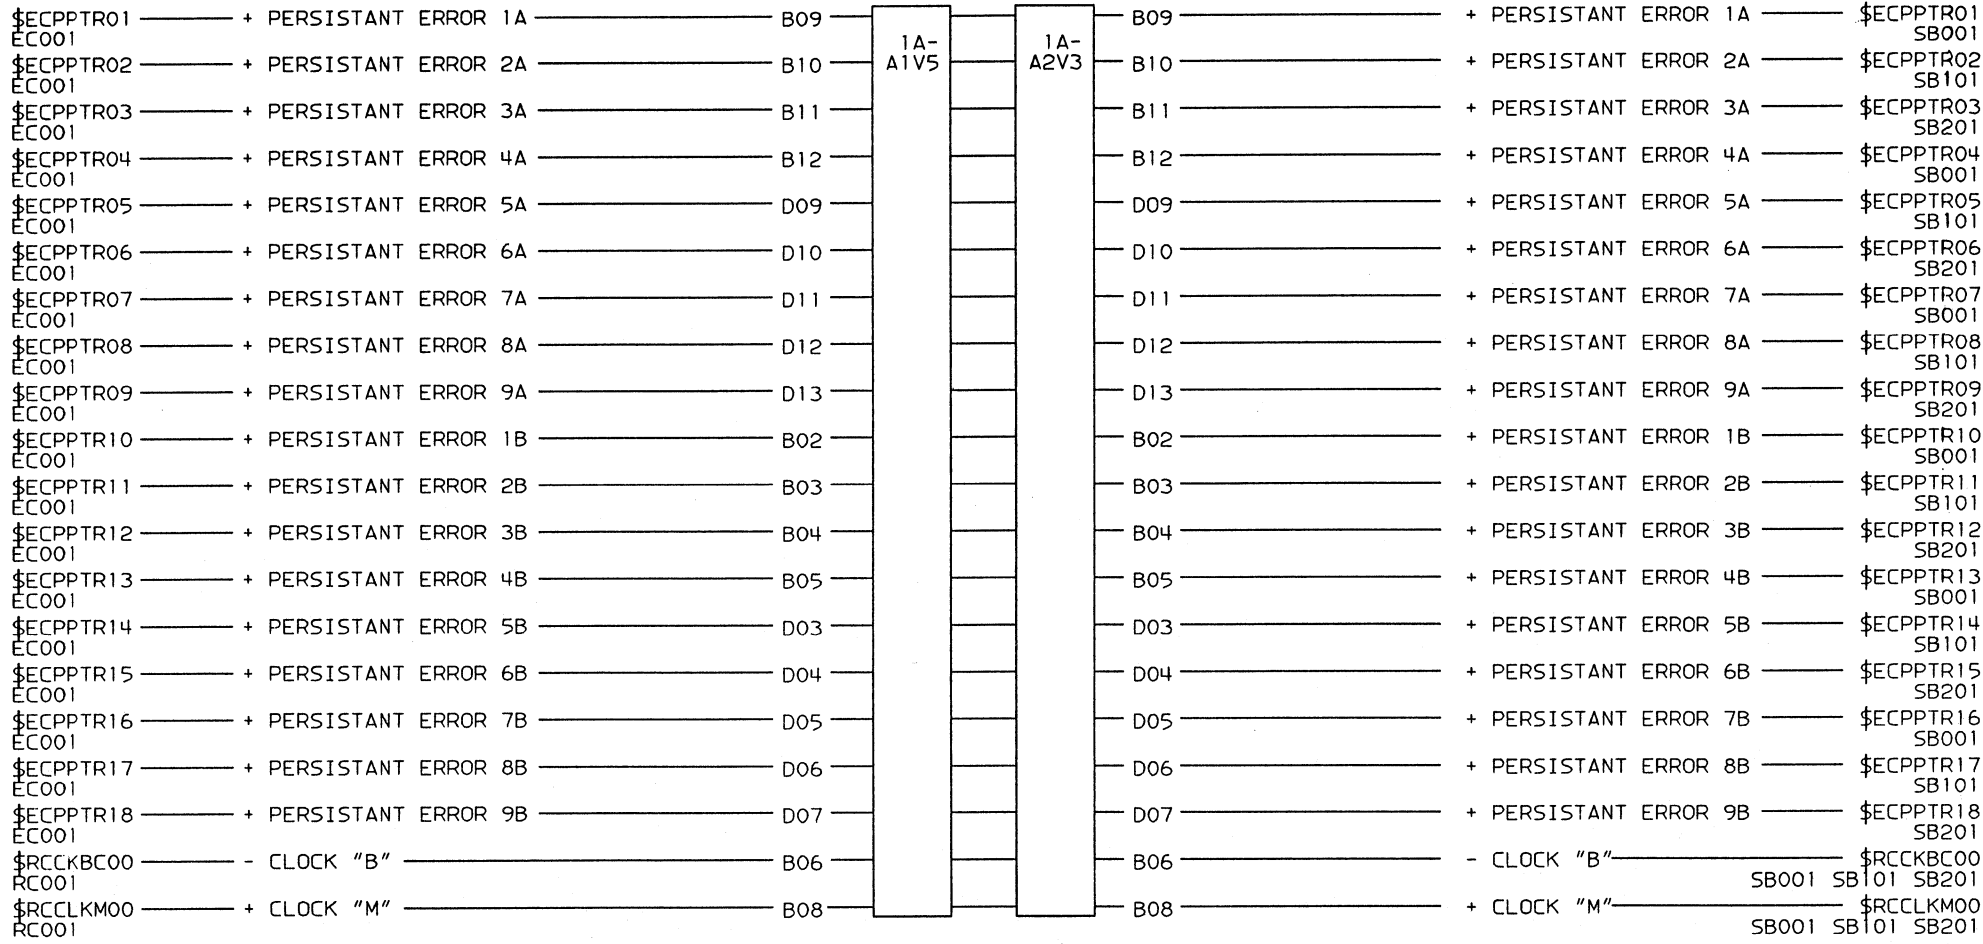 $ECPPTR01 + PERSISTANT ERROR 1A B09 B09 + PERSISTANT ERROR 1A $ECPPTR01
EC001 1A- 1A- SB001
$ECPPTR02 + PERSISTANT ERROR 2A B10 A1V5 A2V3 B10 + PERSISTANT ERROR 2A $ECPPTR02
EC001 SB101
$ECPPTR03 + PERSISTANT ERROR 3A B11 B11 + PERSISTANT ERROR 3A $ECPPTR03
EC001 SB201
$ECPPTR04 + PERSISTANT ERROR 4A B12 B12 + PERSISTANT ERROR 4A $ECPPTR04
EC001 SB001
$ECPPTR05 + PERSISTANT ERROR 5A D09 D09 + PERSISTANT ERROR 5A $ECPPTR05
EC001 SB101
$ECPPTR06 + PERSISTANT ERROR 6A D10 D10 + PERSISTANT ERROR 6A $ECPPTR06
EC001 SB201
$ECPPTR07 + PERSISTANT ERROR 7A D11 D11 + PERSISTANT ERROR 7A $ECPPTR07
EC001 SB001
$ECPPTR08 + PERSISTANT ERROR 8A D12 D12 + PERSISTANT ERROR 8A $ECPPTR08
EC001 SB101
$ECPPTR09 + PERSISTANT ERROR 9A D13 D13 + PERSISTANT ERROR 9A $ECPPTR09
EC001 SB201
$ECPPTR10 + PERSISTANT ERROR 1B B02 B02 + PERSISTANT ERROR 1B $ECPPTR10
EC001 SB001
$ECPPTR11 + PERSISTANT ERROR 2B B03 B03 + PERSISTANT ERROR 2B $ECPPTR11
EC001 SB101
$ECPPTR12 + PERSISTANT ERROR 3B B04 B04 + PERSISTANT ERROR 3B $ECPPTR12
EC001 SB201
$ECPPTR13 + PERSISTANT ERROR 4B B05 B05 + PERSISTANT ERROR 4B $ECPPTR13
EC001 SB001
$ECPPTR14 + PERSISTANT ERROR 5B D03 D03 + PERSISTANT ERROR 5B $ECPPTR14
EC001 SB101
$ECPPTR15 + PERSISTANT ERROR 6B D04 D04 + PERSISTANT ERROR 6B $ECPPTR15
EC001 SB201
$ECPPTR16 + PERSISTANT ERROR 7B D05 D05 + PERSISTANT ERROR 7B $ECPPTR16
EC001 SB001
$ECPPTR17 + PERSISTANT ERROR 8B D06 D06 + PERSISTANT ERROR 8B $ECPPTR17
EC001 SB101
$ECPPTR18 + PERSISTANT ERROR 9B D07 D07 + PERSISTANT ERROR 9B $ECPPTR18
EC001 SB201
$RCCKBC00 - CLOCK "B" B06 B06 - CLOCK "B" $RCCKBC00
RC001 SB001 SB101 SB201
$RCCLKM00 + CLOCK "M" B08 B08 + CLOCK "M" $RCCLKM00
RC001 SB001 SB101 SB201